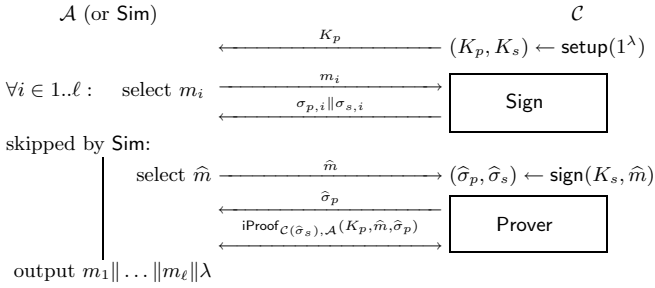 𝒜 (or Sim) 𝒞
K_p (K_p, K_s) ← setup(1^λ)
∀i ∈ 1..ℓ : select m_i m_i
Sign
σ_{p,i}‖σ_{s,i}
skipped by Sim:
select m̂ m̂ (σ̂_p, σ̂_s) ← sign(K_s, m̂)
σ̂_p
Prover
iProof_{𝒞(σ̂_s),𝒜}(K_p,m̂,σ̂_p)
output m_1‖ … ‖m_ℓ‖λ